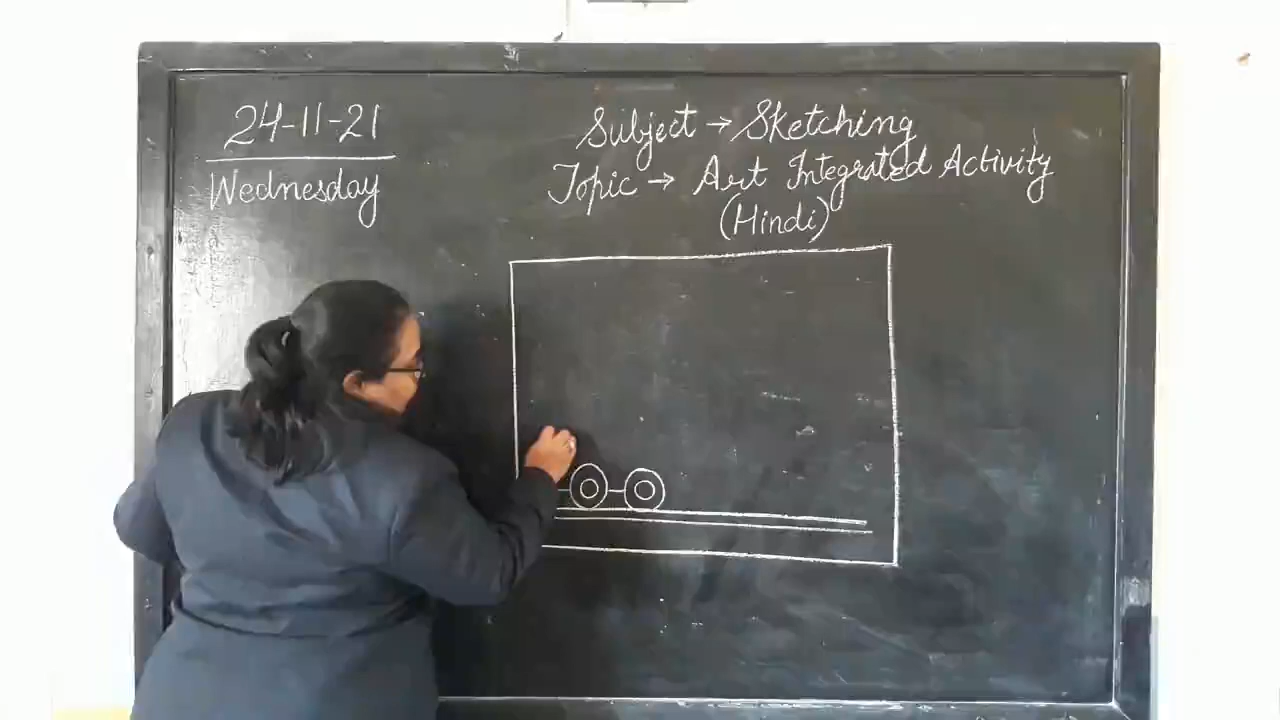 24-11-21
Wednesday
Subject → Sketching
Topic → Art Integrated Activity
(Hindi)